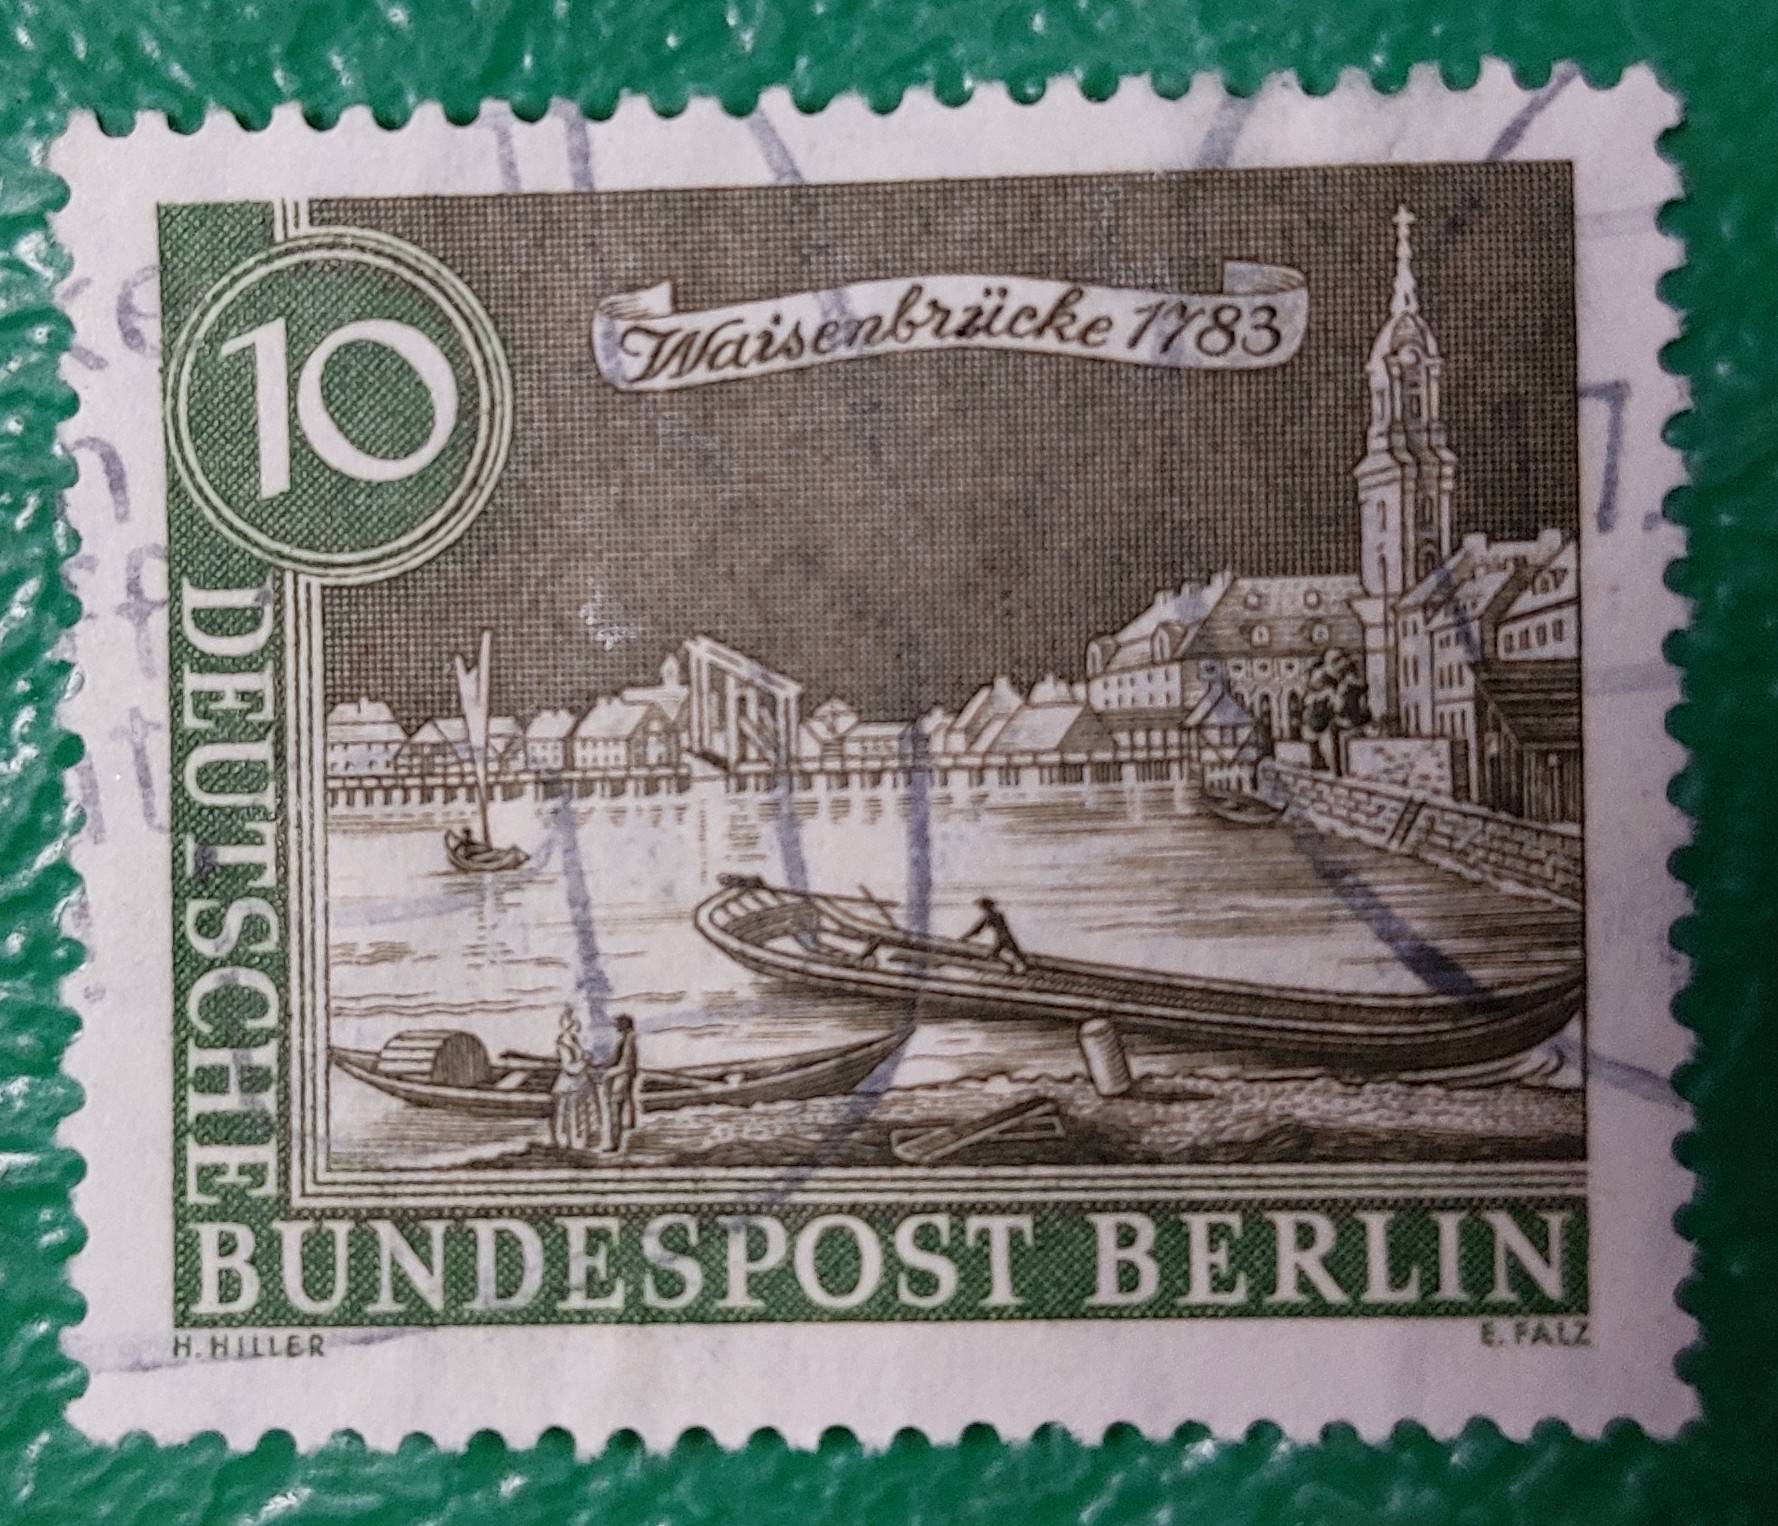 10
Waisenbrücke 1783
DEUTSCHE
BUNDESPOST BERLIN
H. HILLER
E. FALZ